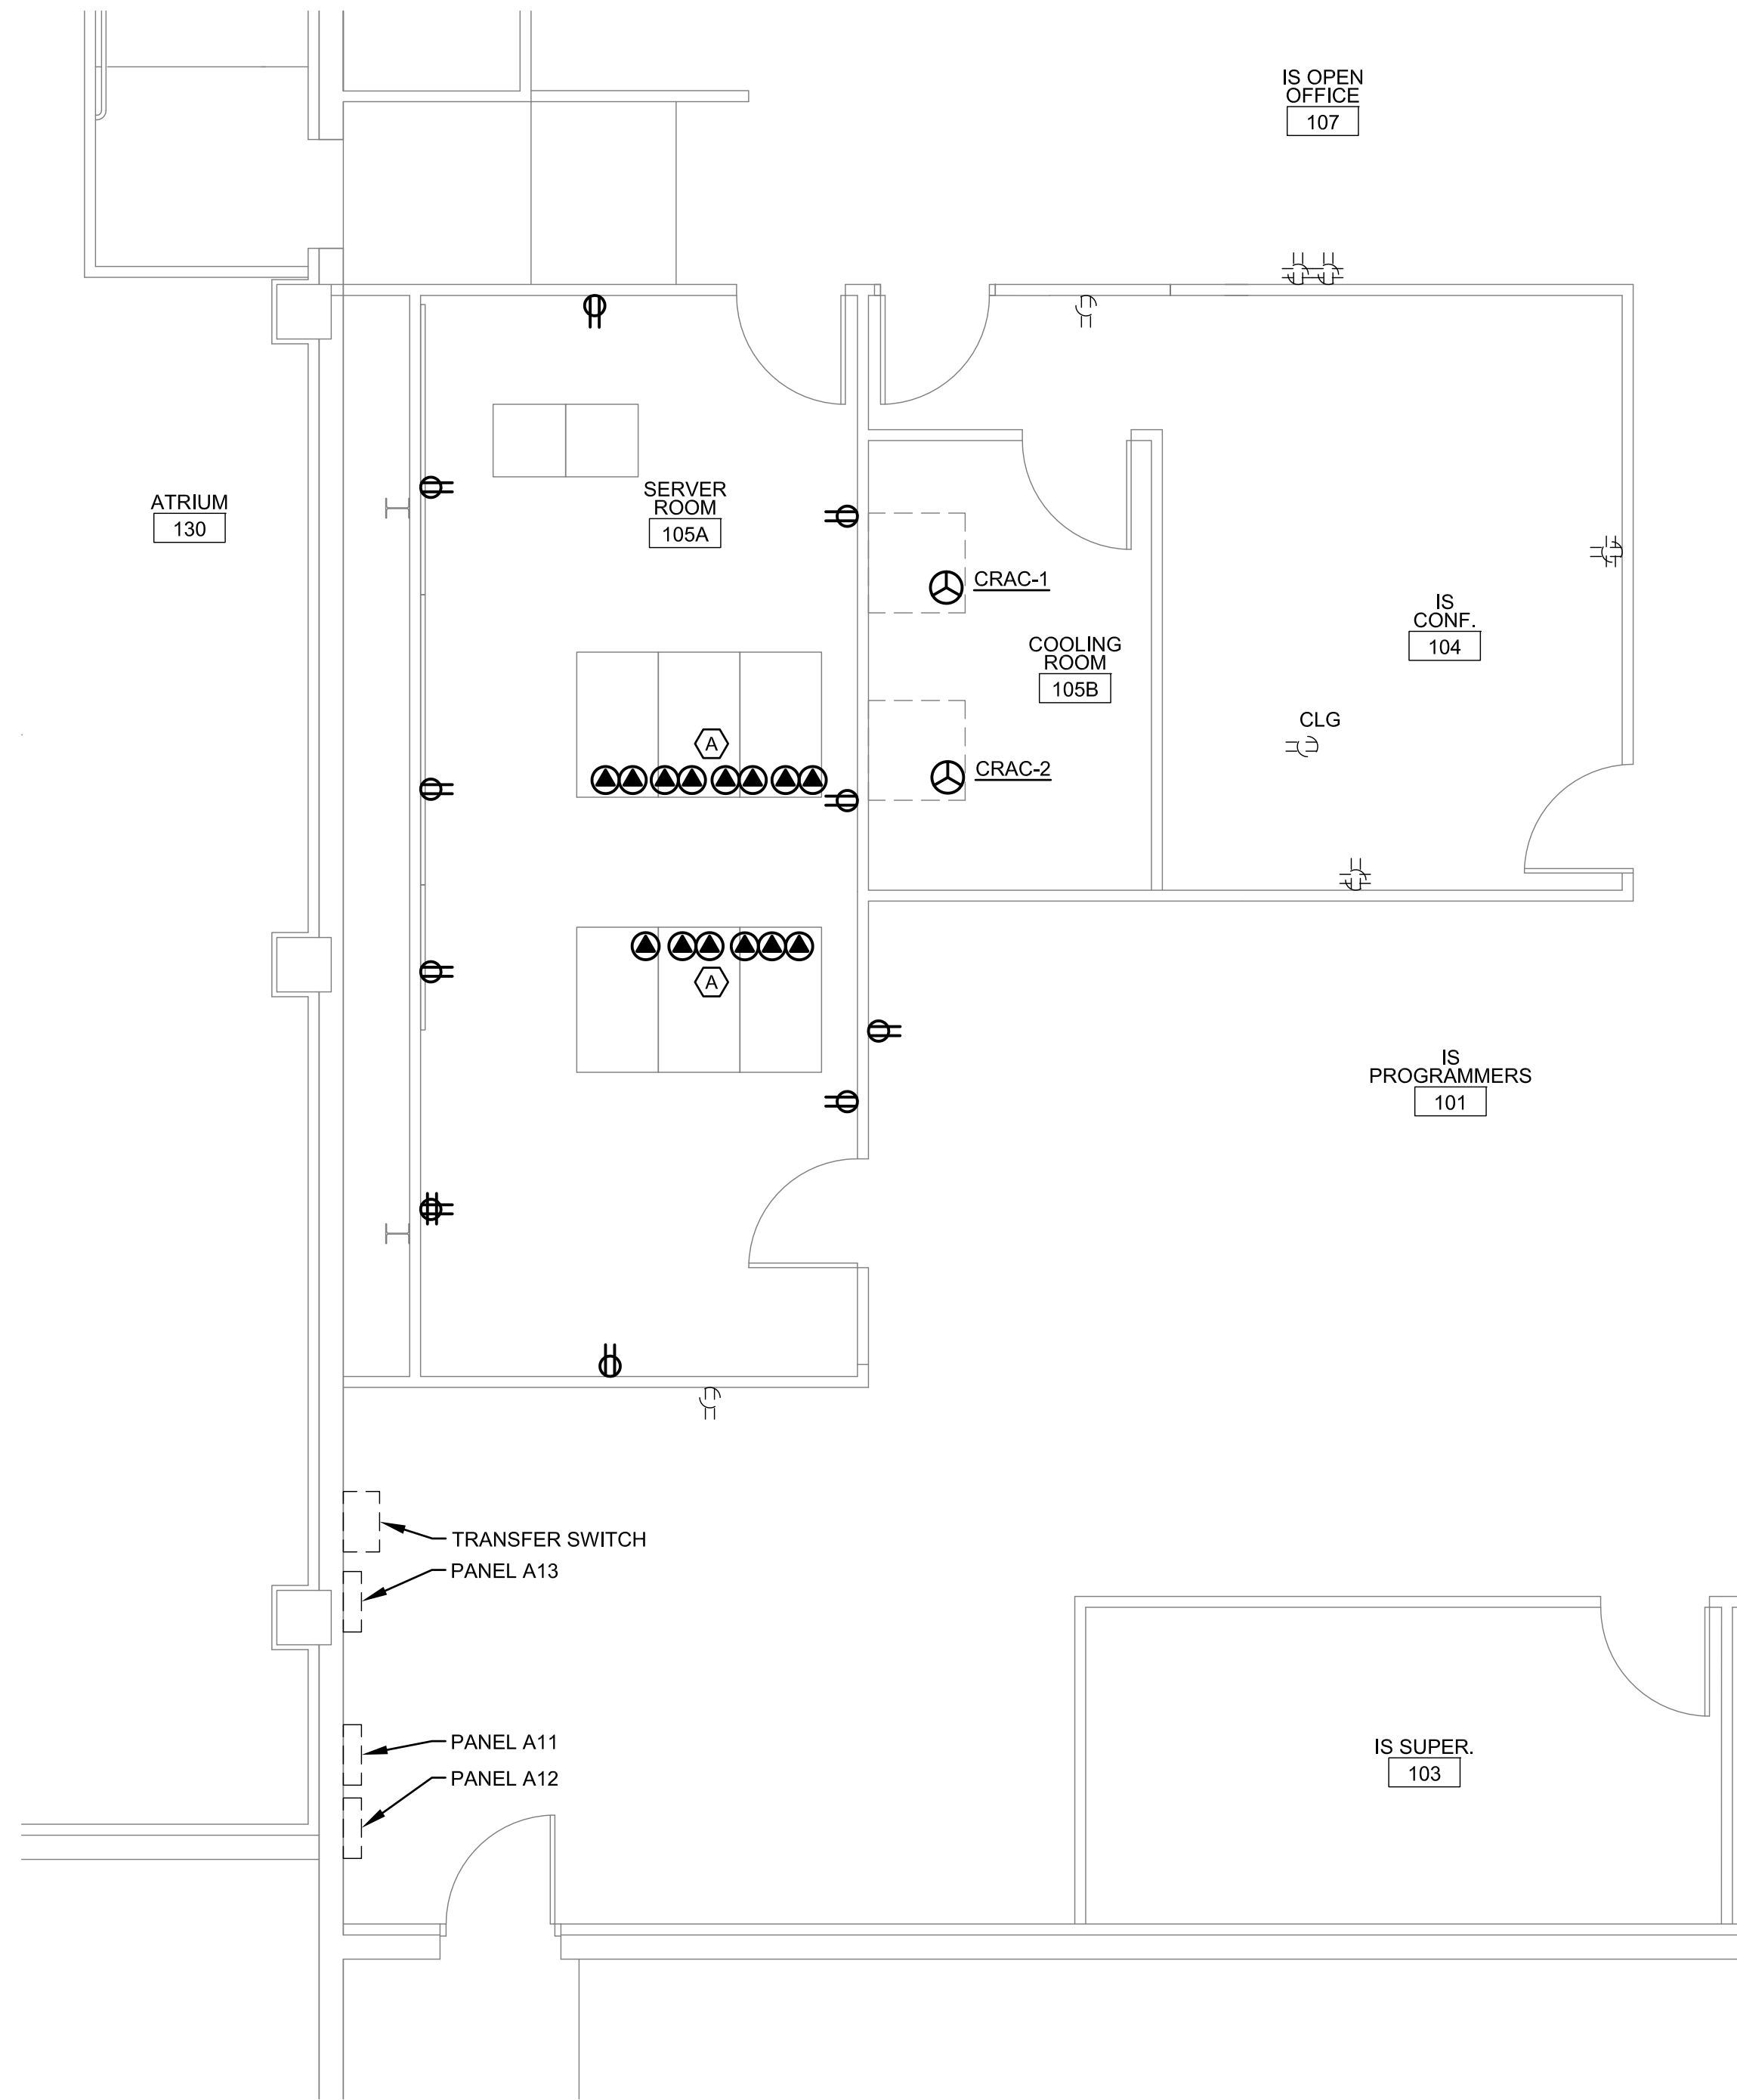 IS OPEN
OFFICE
107
ATRIUM
130
SERVER
ROOM
105A
CRAC-1
IS
CONF.
104
COOLING
ROOM
105B
CLG
A
CRAC-2
A
IS
PROGRAMMERS
101
TRANSFER SWITCH
PANEL A13
PANEL A11
PANEL A12
IS SUPER.
103